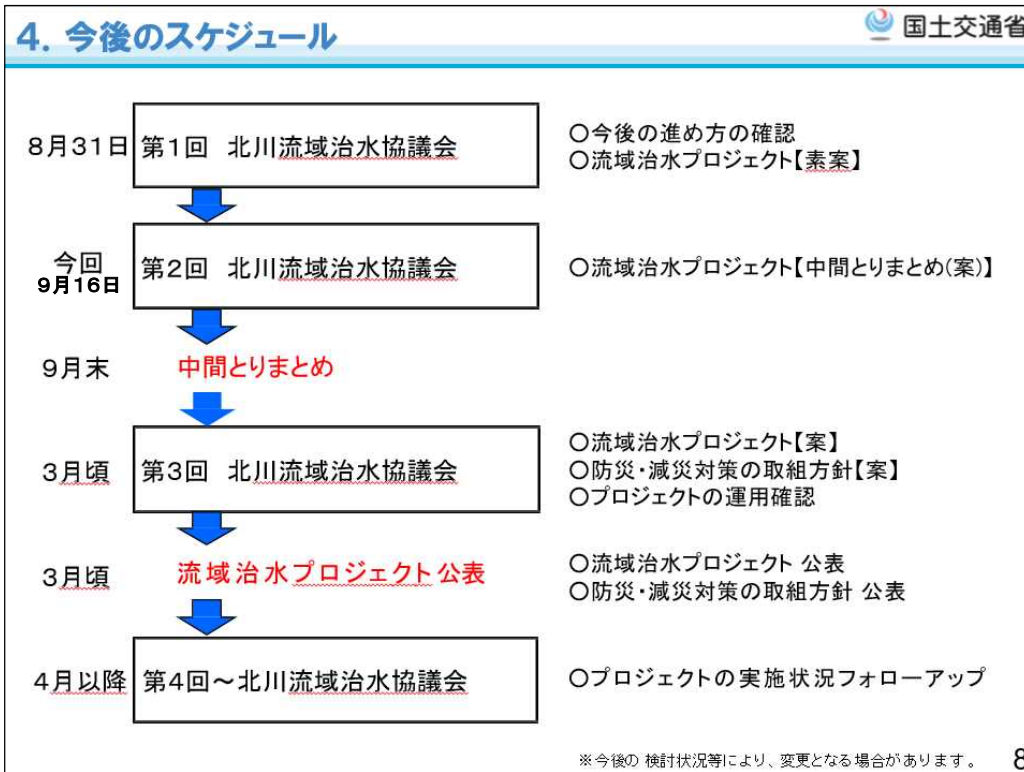 4. 今後のスケジュール
国土交通省
8月31日
第1回 北川流域治水協議会
○今後の進め方の確認
○流域治水プロジェクト【素案】
今回
9月16日
第2回 北川流域治水協議会
○流域治水プロジェクト【中間とりまとめ(案)】
9月末
中間とりまとめ
3月頃
第3回 北川流域治水協議会
○流域治水プロジェクト【案】
○防災・減災対策の取組方針【案】
○プロジェクトの運用確認
3月頃
流域治水プロジェクト 公表
○流域治水プロジェクト 公表
○防災・減災対策の取組方針 公表
4月以降
第4回～北川流域治水協議会
○プロジェクトの実施状況フォローアップ
※今後の 検討状況等により、変更となる場合があります。
8